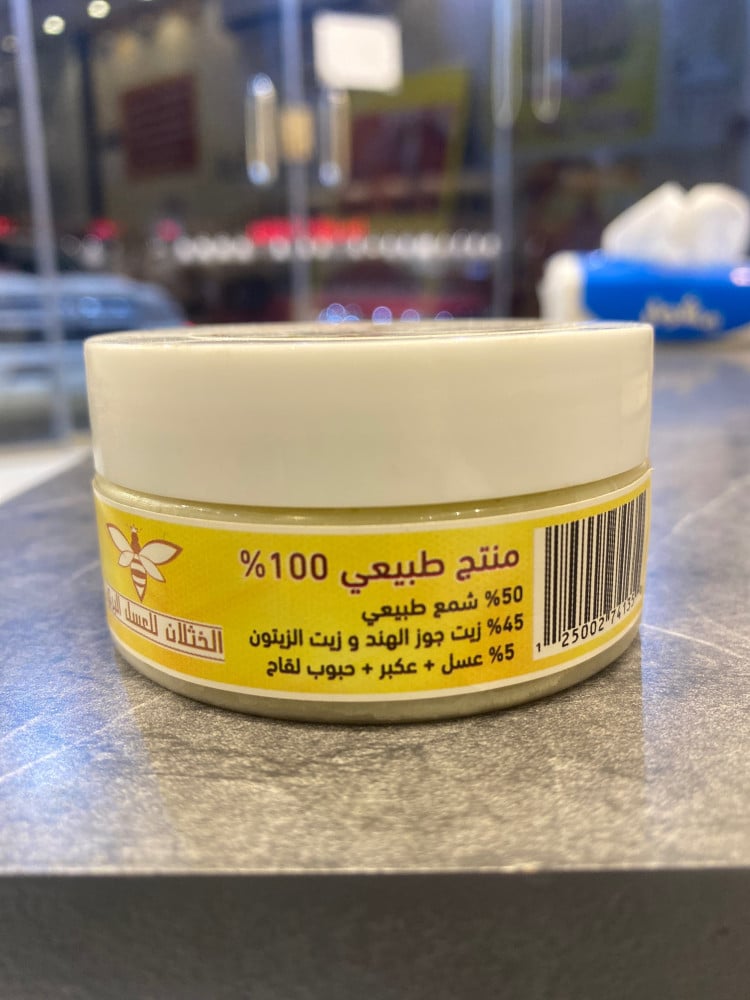 منتج طبيعي 100%
%50 شمع طبيعي
%45 زيت جوز الهند و زيت الزيتون
%5 عسل + عكبر + حبوب لقاح
الخثلان للعسل